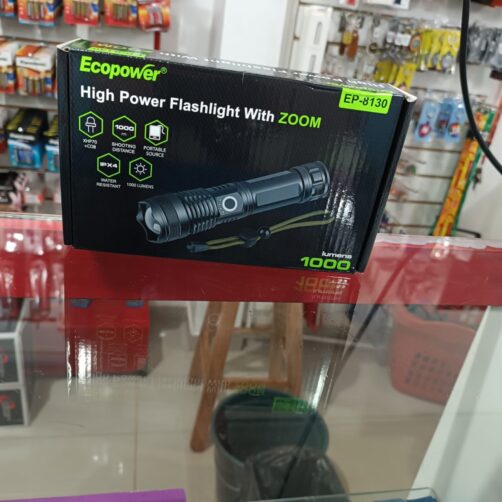 Ecopower®
High Power Flashlight With ZOOM
EP-8130
XHP70
+COB
1000
SHOOTING
DISTANCE
PORTABLE
SOURCE
IPX4
WATER
RESISTANT
1000 LUMENS
lumens
1000